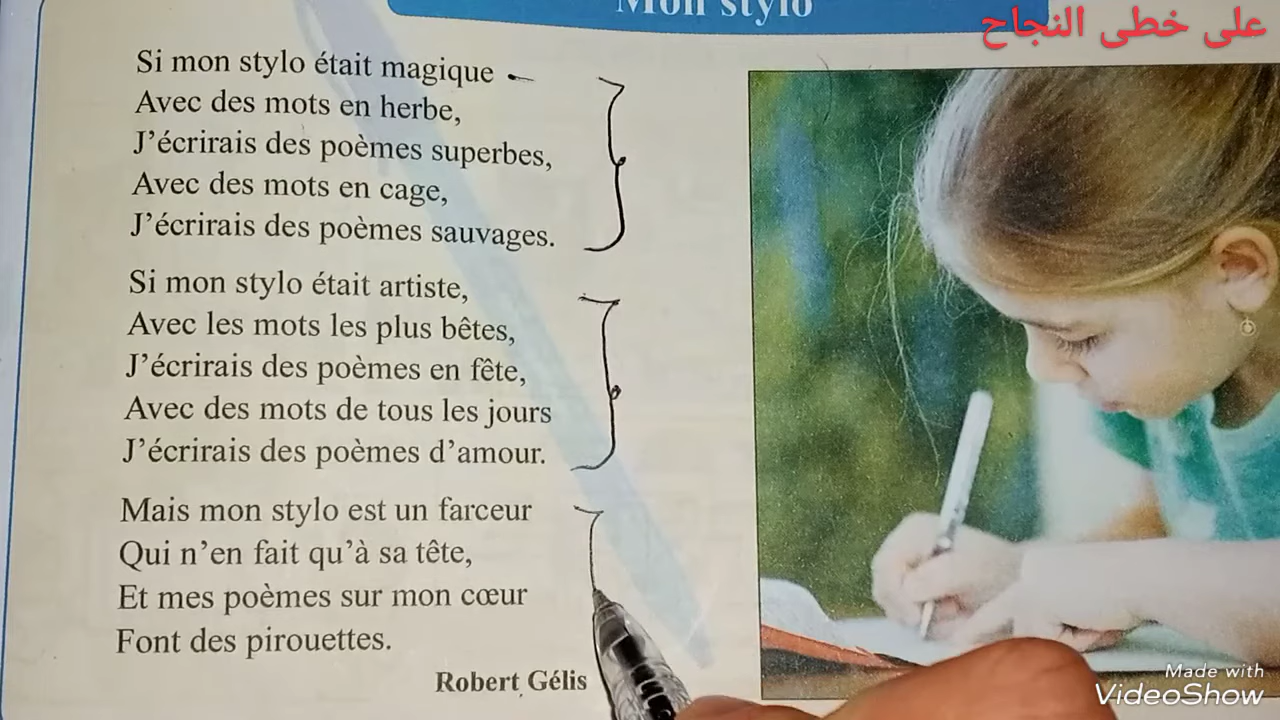 Mon stylo
على خطى النجاح
Si mon stylo était magique
Avec des mots en herbe,
J'écrirais des poèmes superbes,
Avec des mots en cage,
J'écrirais des poèmes sauvages.
Si mon stylo était artiste,
Avec les mots les plus bêtes,
J'écrirais des poèmes en fête,
Avec des mots de tous les jours
J'écrirais des poèmes d'amour.
Mais mon stylo est un farceur
Qui n'en fait qu'à sa tête,
Et mes poèmes sur mon cœur
Font des pirouettes.
Robert Gélis
Made with
VideoShow